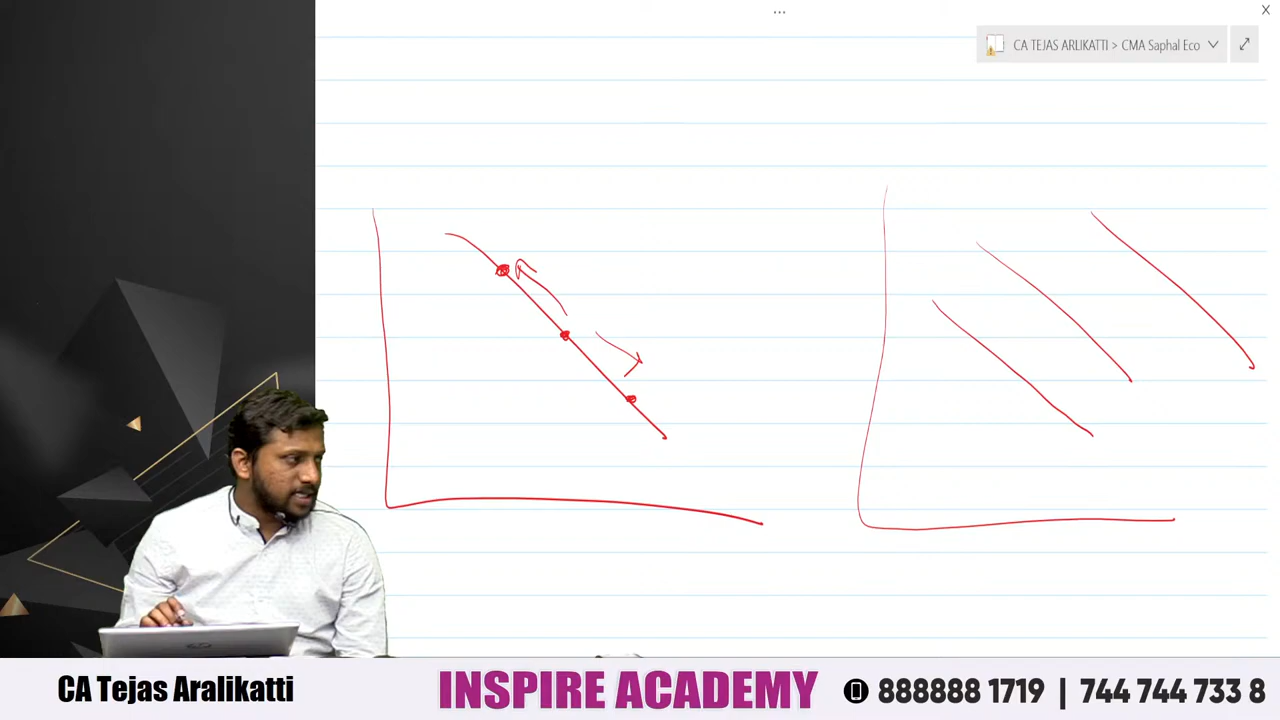 ...
X
CA TEJAS ARLIKATTI > CMA Saphal Eco
CA Tejas Aralikatti
INSPIRE ACADEMY
888888 1719 | 744 744 733 8